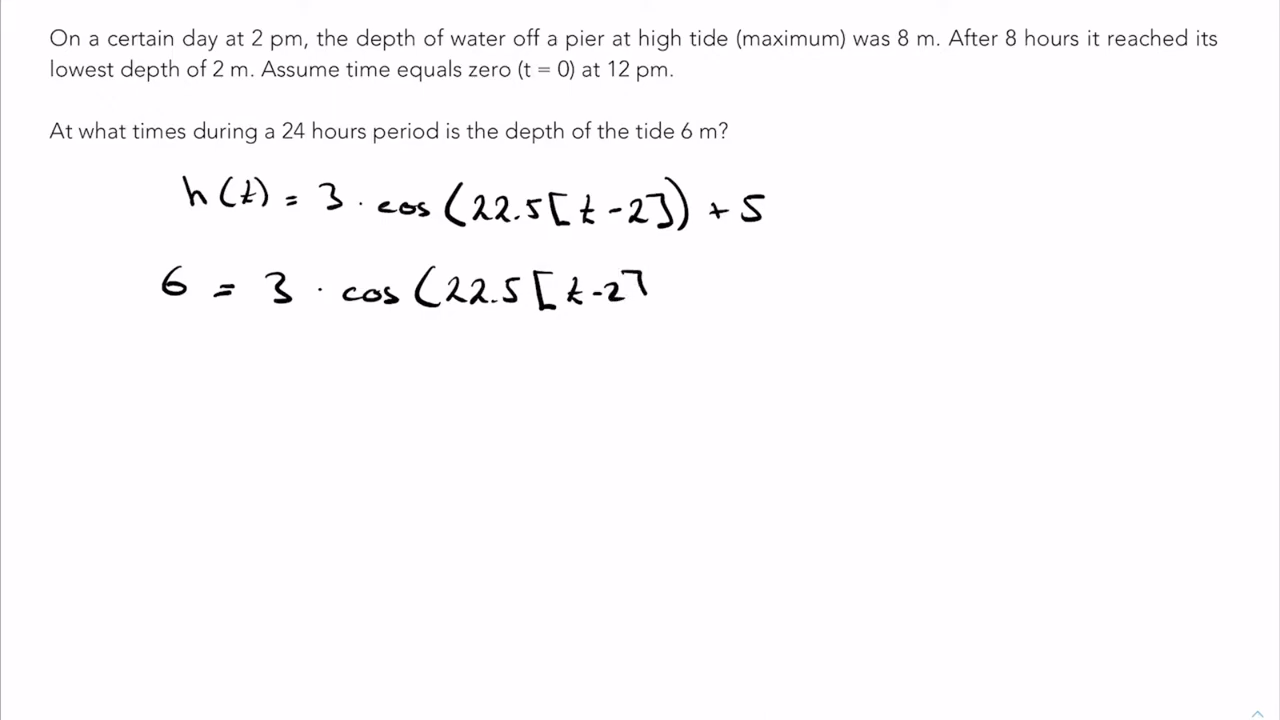 On a certain day at 2 pm, the depth of water off a pier at high tide (maximum) was 8 m. After 8 hours it reached its
lowest depth of 2 m. Assume time equals zero (t = 0) at 12 pm.
At what times during a 24 hours period is the depth of the tide 6 m?
h(t) = 3 · cos(22.5[t-2]) + 5
6 = 3 · cos(22.5[t-2]